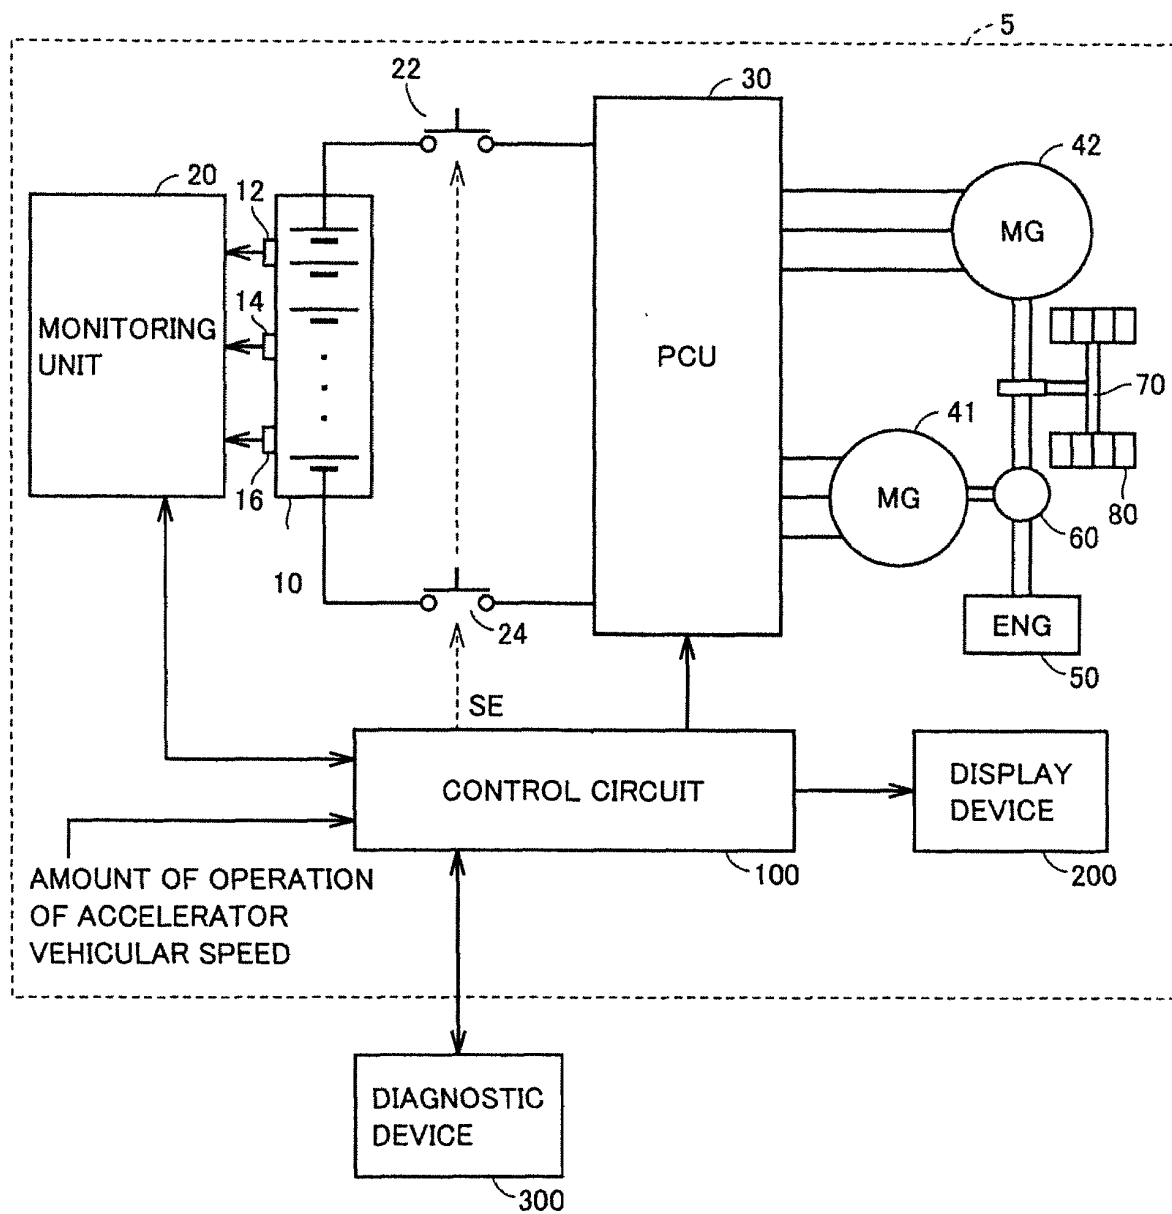 5
22
30
42
20
12
MG
14
MONITORING
UNIT
PCU
70
41
16
MG
80
60
10
24
ENG
50
SE
CONTROL CIRCUIT
DISPLAY
DEVICE
100
200
AMOUNT OF OPERATION
OF ACCELERATOR
VEHICULAR SPEED
DIAGNOSTIC
DEVICE
300